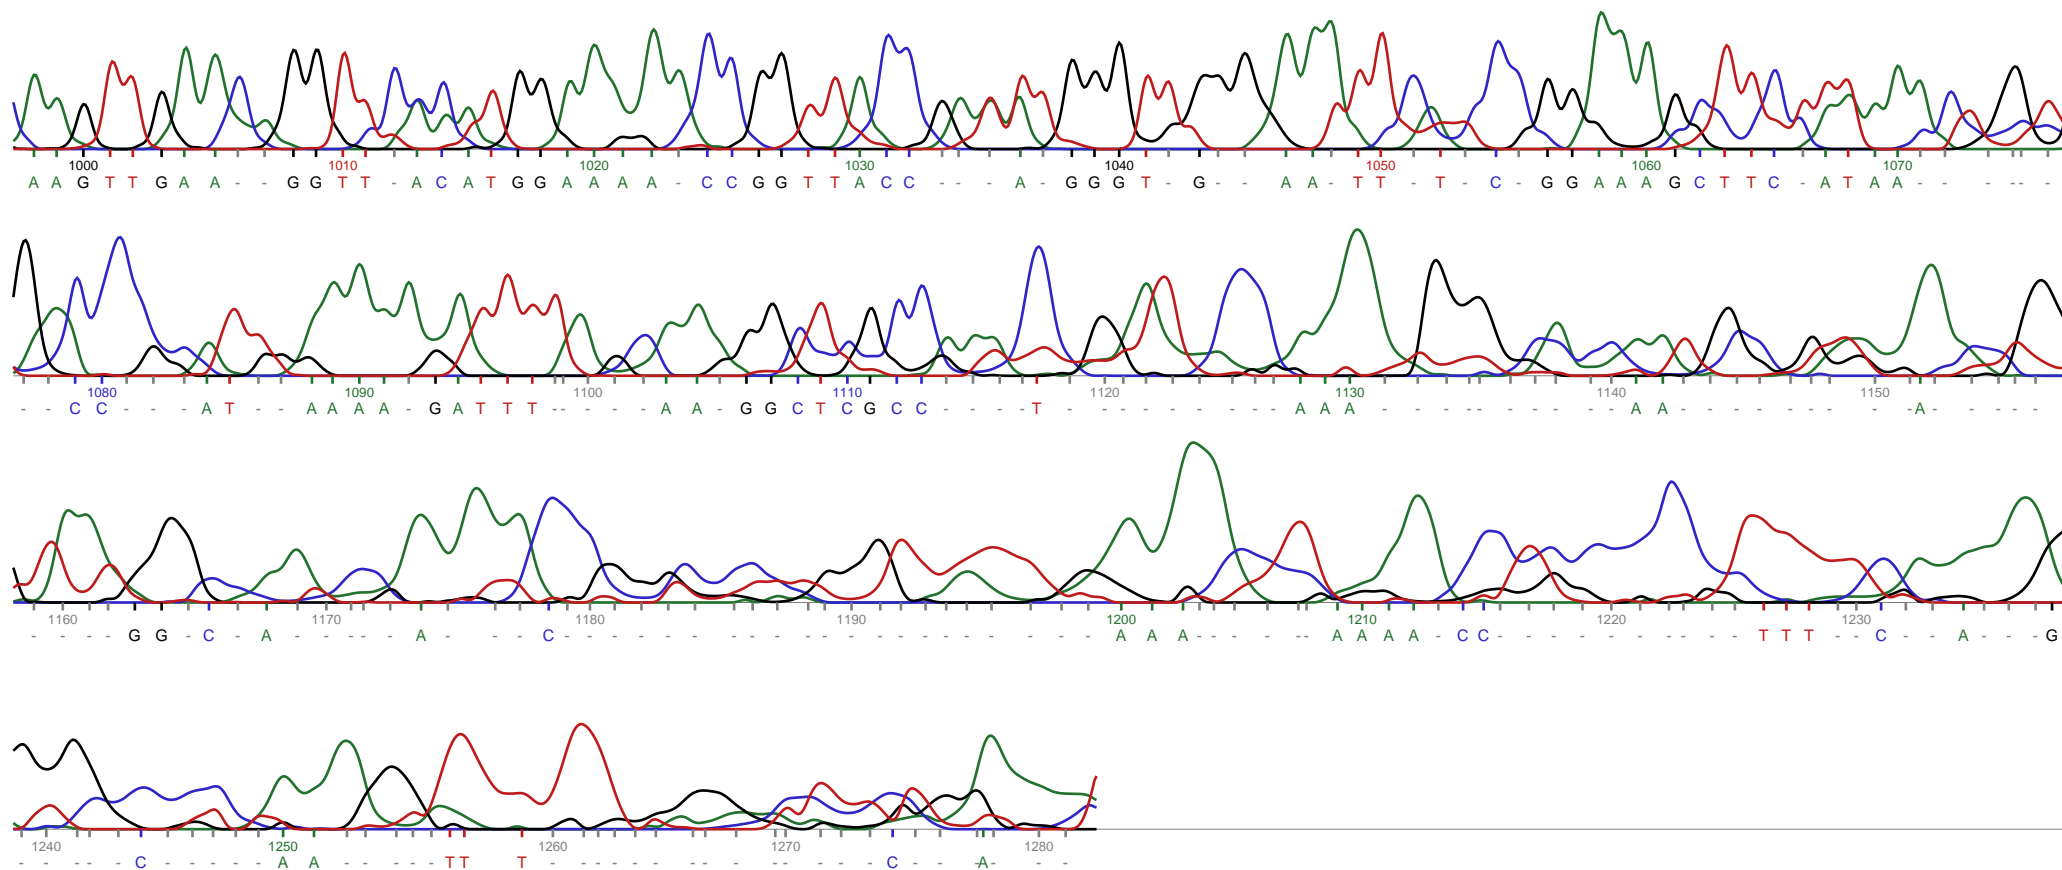 1000 1010 1020 1030 1040 1050 1060 1070
A A G T T G A A - - G G T T - A C A T G G A A A A - C C G G T T A C C - - - A - G G G T - G - - A A - T T - T - C - G G A A A G C T T C - A T A A - - - - - -
1080 1090 1100 1110 1120 1130 1140 1150
- - C C - - - A T - - A A A A - G A T T T - - - - - A A - G G C T C G C C - - - - T - - - - - - - - - A A A - - - - - - - - - - A A - - - - - - - - - A - - - - -
1160 1170 1180 1190 1200 1210 1220 1230
- - - - G G - C - A - - - - - A - - - - C - - - - - - - - - - - - - - - - - - - - - - A A A - - - - - - A A A A - C C - - - - - - - - - - T T T - - C - - A - - - G
1240 1250 1260 1270 1280
- - - - - C - - - - - A A - - - - - T T - T - - - - - - - - - - - - - - C - - - A - - -